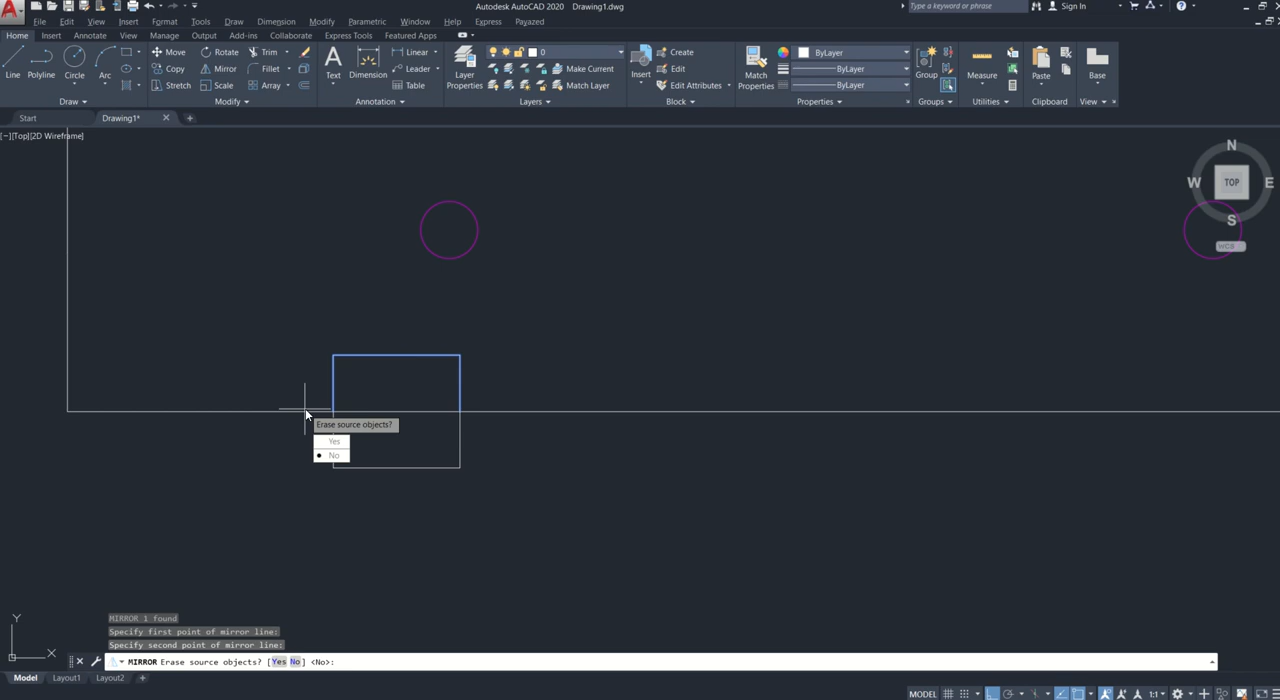 Autodesk AutoCAD 2020 Drawing1.dwg
Type a keyword or phrase
Sign In
File Edit View Insert Format Tools Draw Dimension Modify Parametric Window Help Express Payazed
Home Insert Annotate View Manage Output Add-ins Collaborate Express Tools Featured Apps
Line
Polyline
Circle
Arc
Draw
Move Rotate Trim
Copy Mirror Fillet
Stretch Scale Array
Modify
Text
Dimension
Linear
Leader
Table
Annotation
Layer
Properties
0
Make Current
Match Layer
Layers
Insert
Create
Edit
Edit Attributes
Block
Match
Properties
ByLayer
ByLayer
ByLayer
Properties
Group
Groups
Measure
Utilities
Paste
Clipboard
Base
View
Start Drawing1*
[−][Top][2D Wireframe]
N
W TOP E
S
WCS
Erase source objects?
Yes
No
Y
X
MIRROR 1 found
Specify first point of mirror line:
Specify second point of mirror line:
MIRROR Erase source objects? [Yes No] <No>:
Model Layout1 Layout2
MODEL 1:1